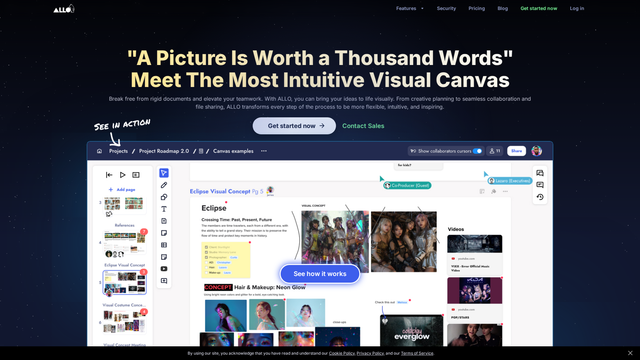 ALLO
Features
Security
Pricing
Blog
Get started now
Log in
"A Picture Is Worth a Thousand Words"
Meet The Most Intuitive Visual Canvas
Break free from rigid documents and elevate your teamwork. With ALLO, you can bring your ideas to life visually. From creative planning to seamless collaboration and
file sharing, ALLO transforms every step of the process to be more flexible, intuitive, and inspiring.
Get started now →
Contact Sales
SEE IN ACTION
Projects / Project Roadmap 2.0 / Canvas examples
Show collaborators cursors
11
Share
Add page
References
Eclipse Visual Concept
Visual Costume Conce...
Eclipse Visual Concept Pg 5
Co-Producer (Guest)
Eclipse
VISUAL CONCEPT
Crossing Time: Past, Present, Future
CONCEPT Hair & Makeup: Neon Glow
Videos
See how it works
Check this out
everglow
By using our site, you acknowledge that you have read and understand our Cookie Policy, Privacy Policy, and our Terms of Service.